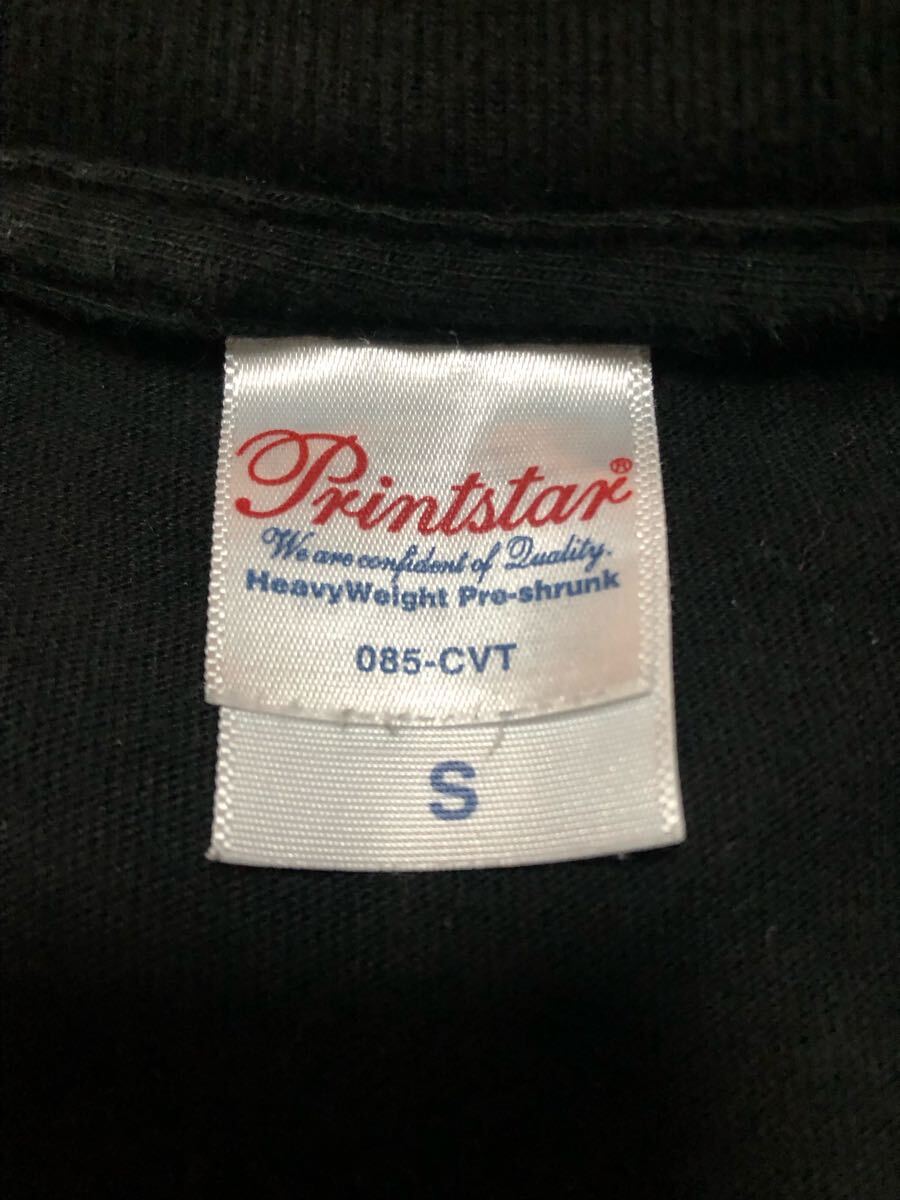 Printstar®
We are confident of Quality.
HeavyWeight Pre-shrunk
085-CVT
S